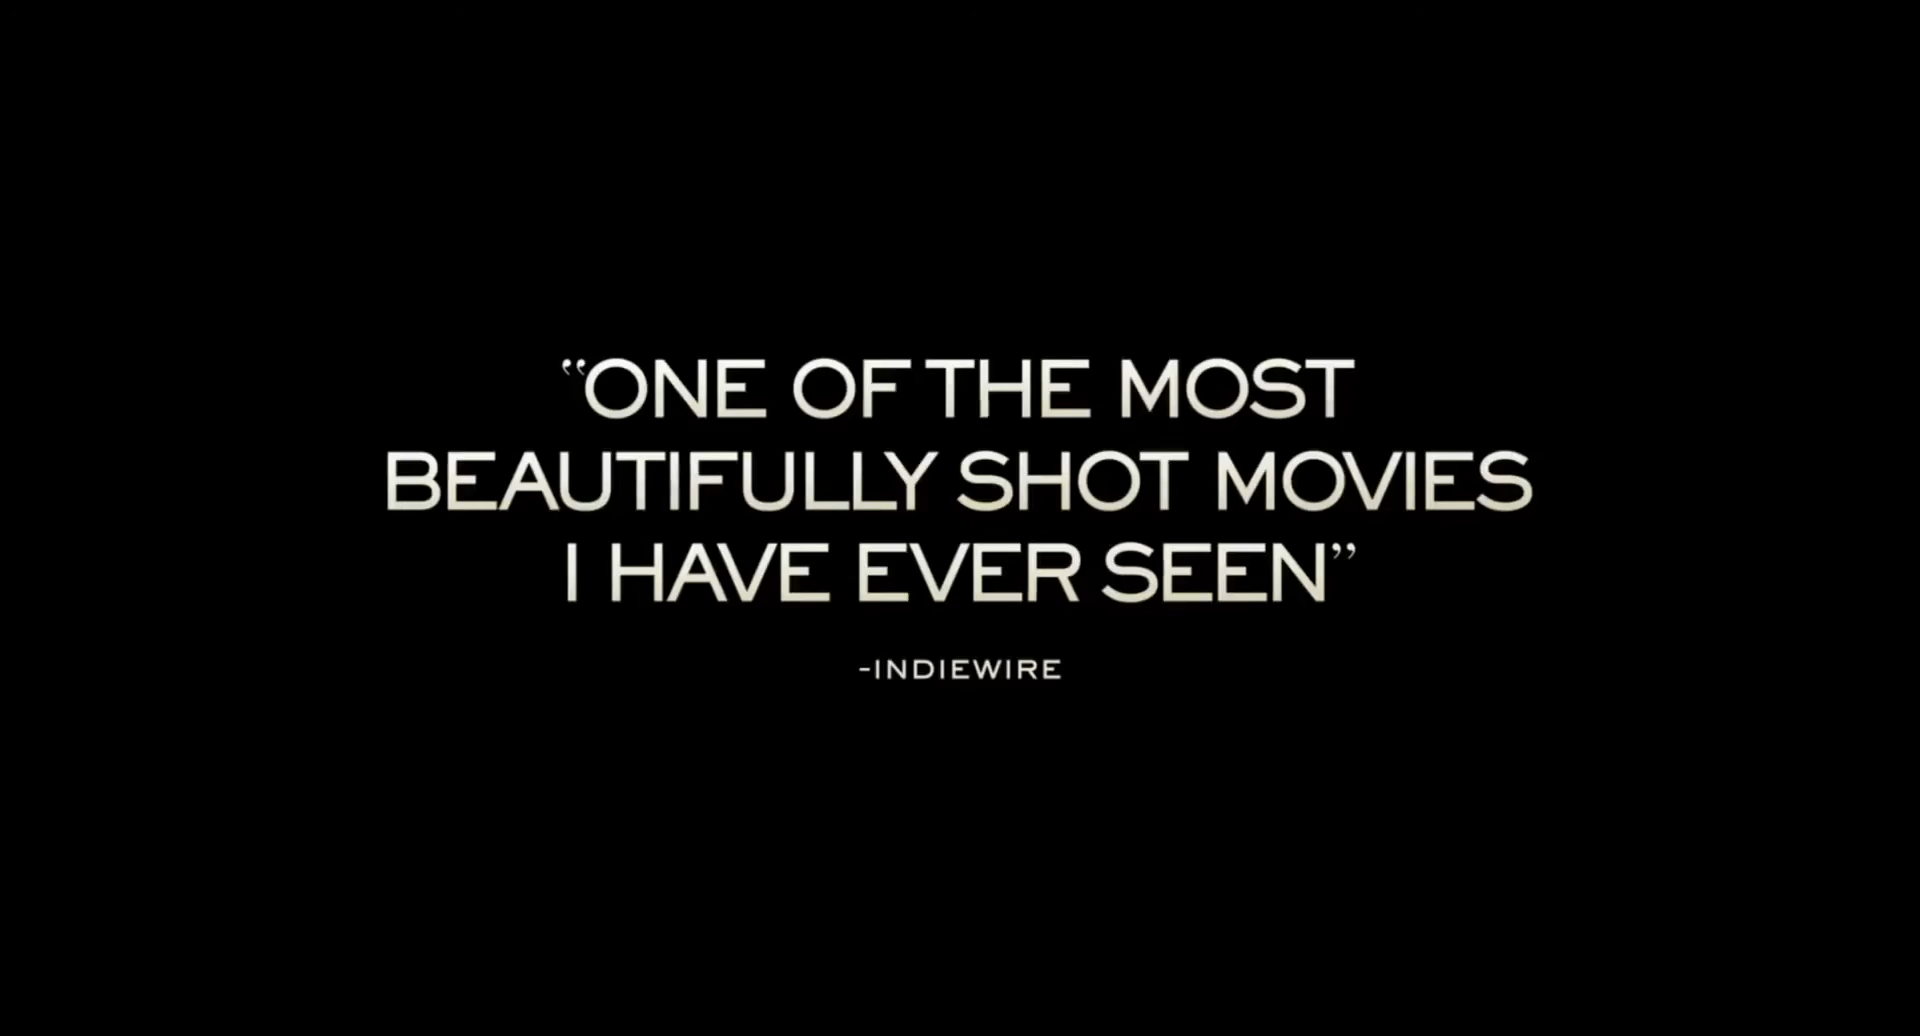 “ONE OF THE MOST
BEAUTIFULLY SHOT MOVIES
I HAVE EVER SEEN”
-INDIEWIRE